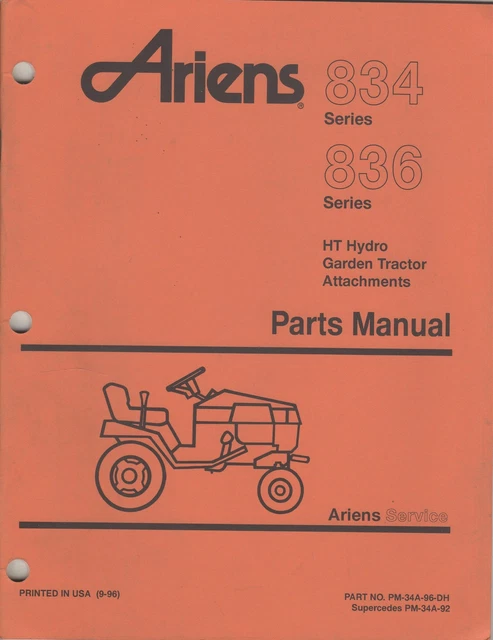 Ariens®
834
Series
836
Series
HT Hydro
Garden Tractor
Attachments
Parts Manual
Ariens Service
PRINTED IN USA (9-96)
PART NO. PM-34A-96-DH
Supercedes PM-34A-92